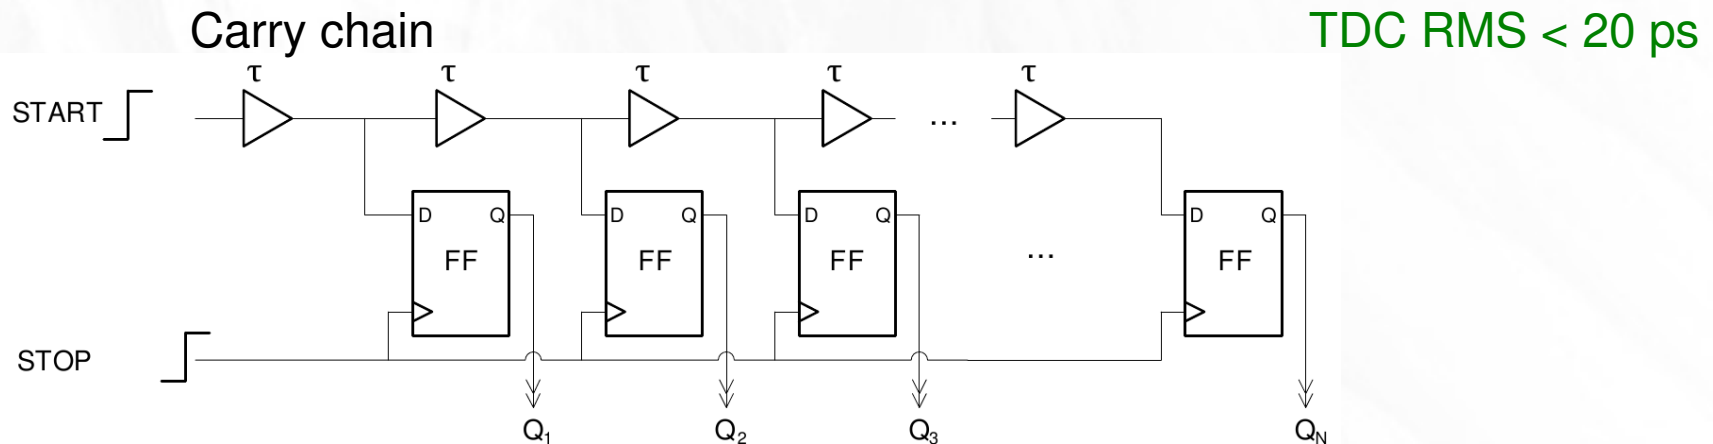 Carry chain
TDC RMS < 20 ps
τ τ τ τ τ
START
...
D Q D Q D Q D Q
FF FF FF ... FF
STOP
Q1 Q2 Q3 QN